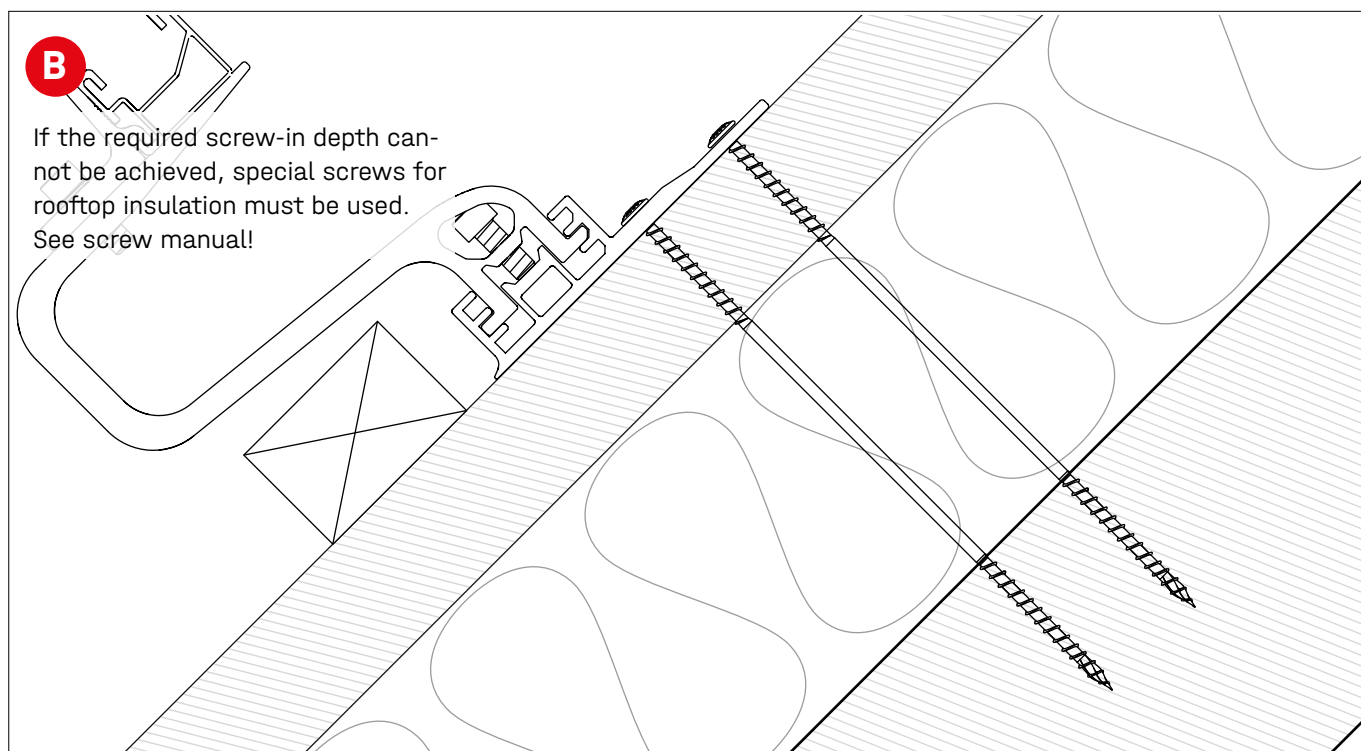 B
If the required screw-in depth can-
not be achieved, special screws for
rooftop insulation must be used.
See screw manual!